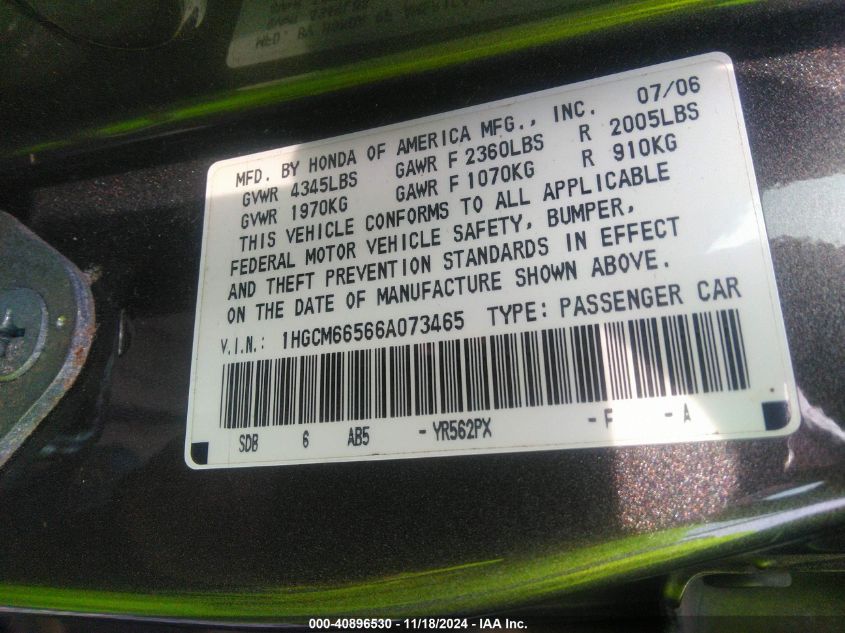 MFD. BY HONDA OF AMERICA MFG., INC. 07/06
GVWR 4345LBS GAWR F 2360LBS R 2005LBS
GVWR 1970KG GAWR F 1070KG R 910KG
THIS VEHICLE CONFORMS TO ALL APPLICABLE
FEDERAL MOTOR VEHICLE SAFETY, BUMPER,
AND THEFT PREVENTION STANDARDS IN EFFECT
ON THE DATE OF MANUFACTURE SHOWN ABOVE.
V.I.N.: 1HGCM66566A073465 TYPE: PASSENGER CAR
SDB 6 AB5 -YR562PX -F -A
000-40896530 - 11/18/2024 - IAA Inc.